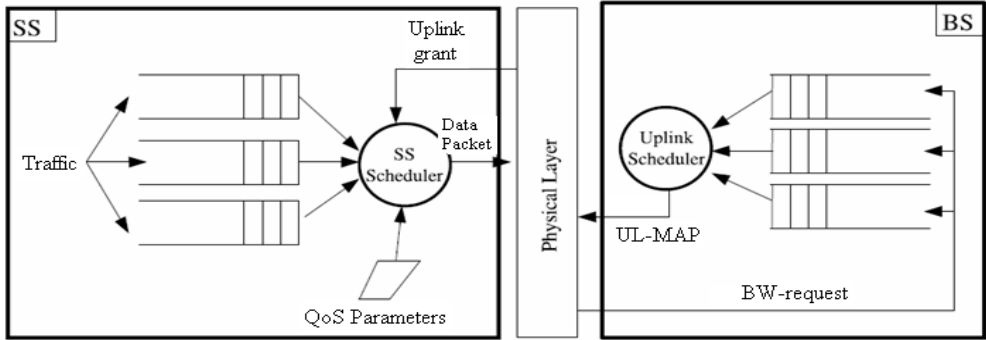 SS
Uplink
grant
BS
Traffic
SS
Scheduler
Data
Packet
Physical Layer
Uplink
Scheduler
UL-MAP
BW-request
QoS Parameters